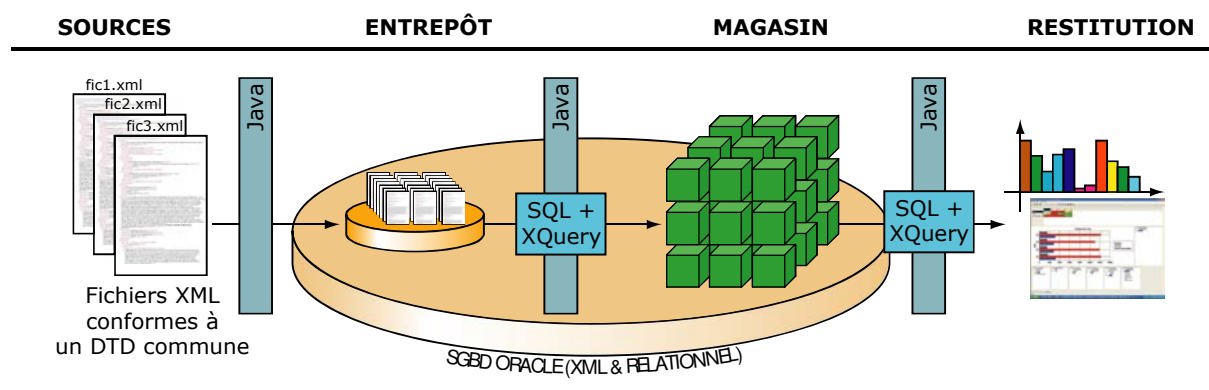 SOURCES
ENTREPÔT
MAGASIN
RESTITUTION
fic1.xml
fic2.xml
fic3.xml
Java
Java
Java
SQL +
XQuery
SQL +
XQuery
Fichiers XML
conformes à
un DTD commune
SGBD ORACLE (XML & RELATIONNEL)